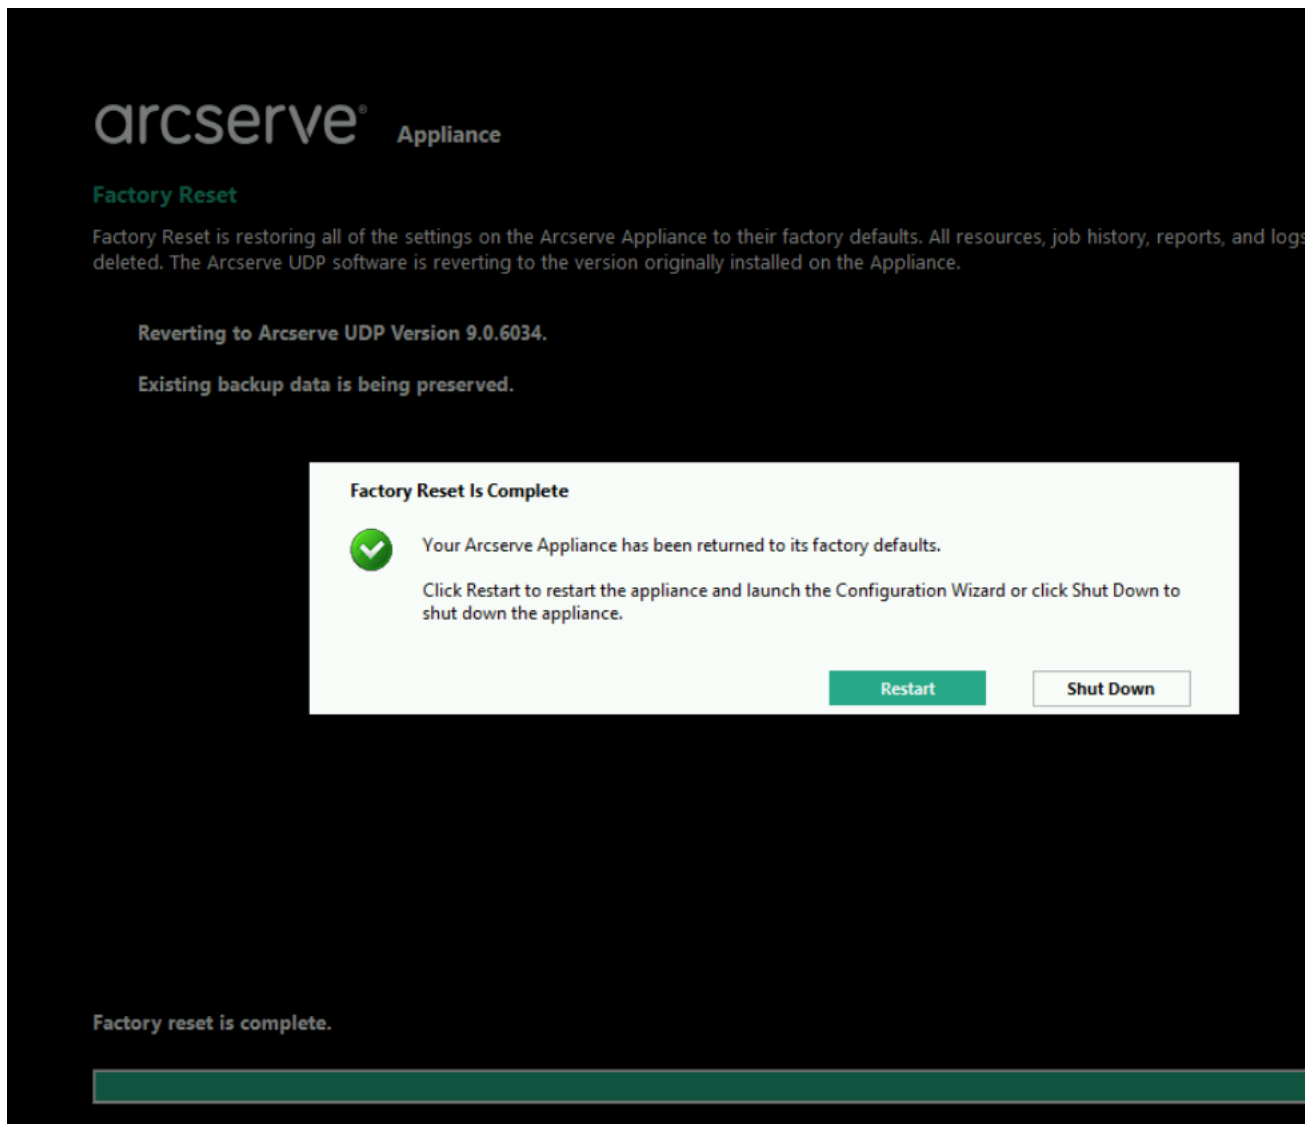 arcserve® Appliance
Factory Reset
Factory Reset is restoring all of the settings on the Arcserve Appliance to their factory defaults. All resources, job history, reports, and logs
deleted. The Arcserve UDP software is reverting to the version originally installed on the Appliance.
Reverting to Arcserve UDP Version 9.0.6034.
Existing backup data is being preserved.
Factory Reset Is Complete
Your Arcserve Appliance has been returned to its factory defaults.
Click Restart to restart the appliance and launch the Configuration Wizard or click Shut Down to
shut down the appliance.
Restart Shut Down
Factory reset is complete.